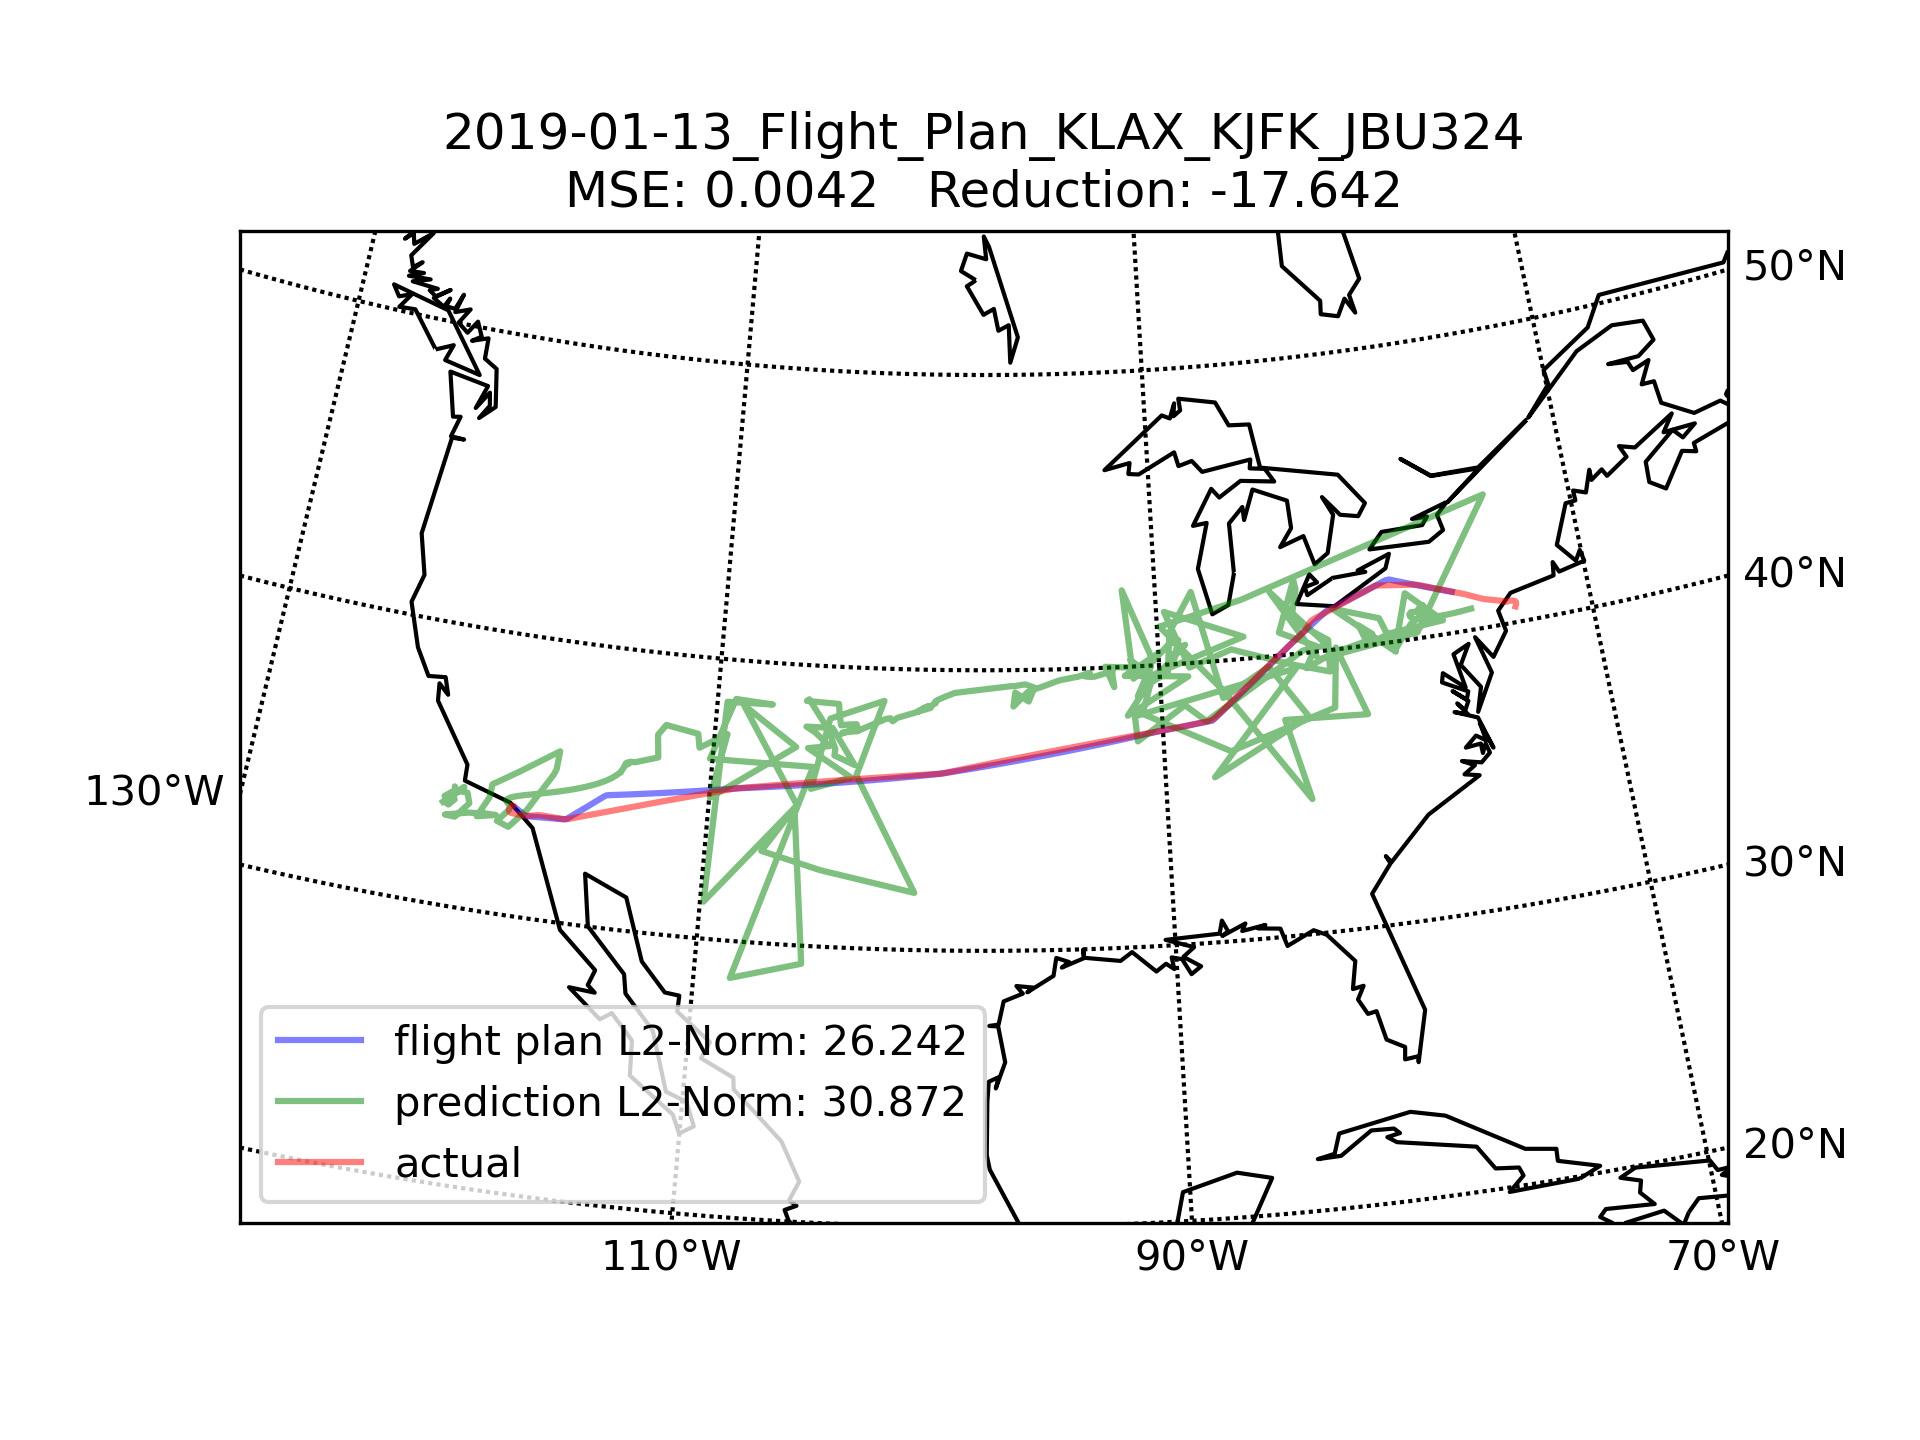 2019-01-13_Flight_Plan_KLAX_KJFK_JBU324
MSE: 0.0042   Reduction: -17.642
50°N
40°N
130°W
30°N
20°N
flight plan L2-Norm: 26.242
prediction L2-Norm: 30.872
actual
110°W
90°W
70°W